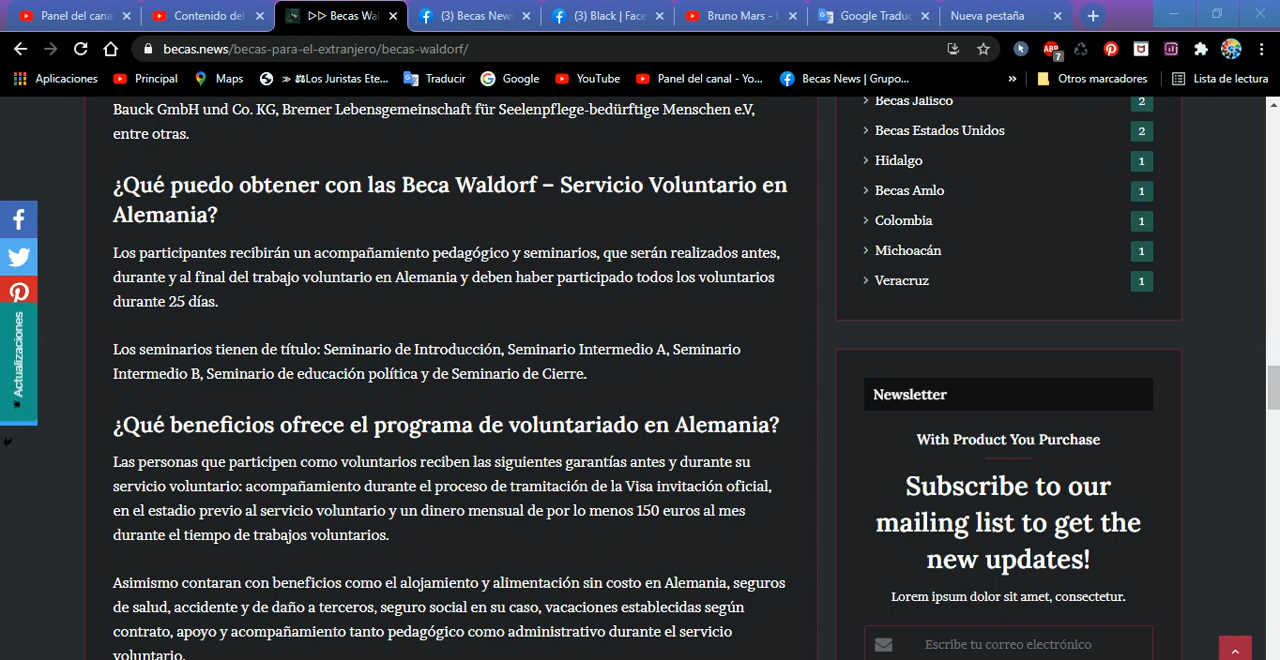 Panel del canal
Contenido del
▷▷ Becas Wal
(3) Becas New
(3) Black | Face
Bruno Mars - 
Google Traduc
Nueva pestaña
becas.news/becas-para-el-extranjero/becas-waldorf/
7
Aplicaciones
Principal
Maps
» ⚖Los Juristas Ete...
Traducir
Google
YouTube
Panel del canal - Yo...
Becas News | Grupo...
»
Otros marcadores
Lista de lectura
Bauck GmbH und Co. KG, Bremer Lebensgemeinschaft für Seelenpflege-bedürftige Menschen e.V,
entre otras.
¿Qué puedo obtener con las Beca Waldorf – Servicio Voluntario en
Alemania?
Los participantes recibirán un acompañamiento pedagógico y seminarios, que serán realizados antes,
durante y al final del trabajo voluntario en Alemania y deben haber participado todos los voluntarios
durante 25 días.
Los seminarios tienen de título: Seminario de Introducción, Seminario Intermedio A, Seminario
Intermedio B, Seminario de educación política y de Seminario de Cierre.
¿Qué beneficios ofrece el programa de voluntariado en Alemania?
Las personas que participen como voluntarios reciben las siguientes garantías antes y durante su
servicio voluntario: acompañamiento durante el proceso de tramitación de la Visa invitación oficial,
en el estadio previo al servicio voluntario y un dinero mensual de por lo menos 150 euros al mes
durante el tiempo de trabajos voluntarios.
Asimismo contaran con beneficios como el alojamiento y alimentación sin costo en Alemania, seguros
de salud, accidente y de daño a terceros, seguro social en su caso, vacaciones establecidas según
contrato, apoyo y acompañamiento tanto pedagógico como administrativo durante el servicio
voluntario.
Actualizaciones
Becas Jalisco 2
Becas Estados Unidos 2
Hidalgo 1
Becas Amlo 1
Colombia 1
Michoacán 1
Veracruz 1
Newsletter
With Product You Purchase
Subscribe to our
mailing list to get the
new updates!
Lorem ipsum dolor sit amet, consectetur.
Escribe tu correo electrónico